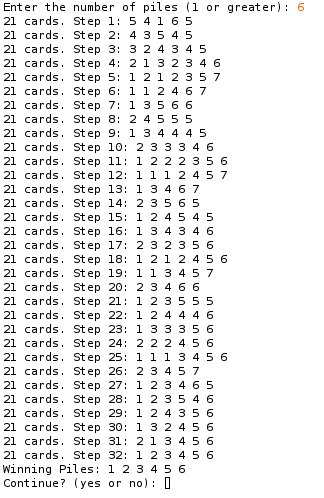 Enter the number of piles (1 or greater): 6
21 cards. Step 1: 5 4 1 6 5
21 cards. Step 2: 4 3 5 4 5
21 cards. Step 3: 3 2 4 3 4 5
21 cards. Step 4: 2 1 3 2 3 4 6
21 cards. Step 5: 1 2 1 2 3 5 7
21 cards. Step 6: 1 1 2 4 6 7
21 cards. Step 7: 1 3 5 6 6
21 cards. Step 8: 2 4 5 5 5
21 cards. Step 9: 1 3 4 4 4 5
21 cards. Step 10: 2 3 3 3 4 6
21 cards. Step 11: 1 2 2 2 3 5 6
21 cards. Step 12: 1 1 1 2 4 5 7
21 cards. Step 13: 1 3 4 6 7
21 cards. Step 14: 2 3 5 6 5
21 cards. Step 15: 1 2 4 5 4 5
21 cards. Step 16: 1 3 4 3 4 6
21 cards. Step 17: 2 3 2 3 5 6
21 cards. Step 18: 1 2 1 2 4 5 6
21 cards. Step 19: 1 1 3 4 5 7
21 cards. Step 20: 2 3 4 6 6
21 cards. Step 21: 1 2 3 5 5 5
21 cards. Step 22: 1 2 4 4 4 6
21 cards. Step 23: 1 3 3 3 5 6
21 cards. Step 24: 2 2 2 4 5 6
21 cards. Step 25: 1 1 1 3 4 5 6
21 cards. Step 26: 2 3 4 5 7
21 cards. Step 27: 1 2 3 4 6 5
21 cards. Step 28: 1 2 3 5 4 6
21 cards. Step 29: 1 2 4 3 5 6
21 cards. Step 30: 1 3 2 4 5 6
21 cards. Step 31: 2 1 3 4 5 6
21 cards. Step 32: 1 2 3 4 5 6
Winning Piles: 1 2 3 4 5 6
Continue? (yes or no):